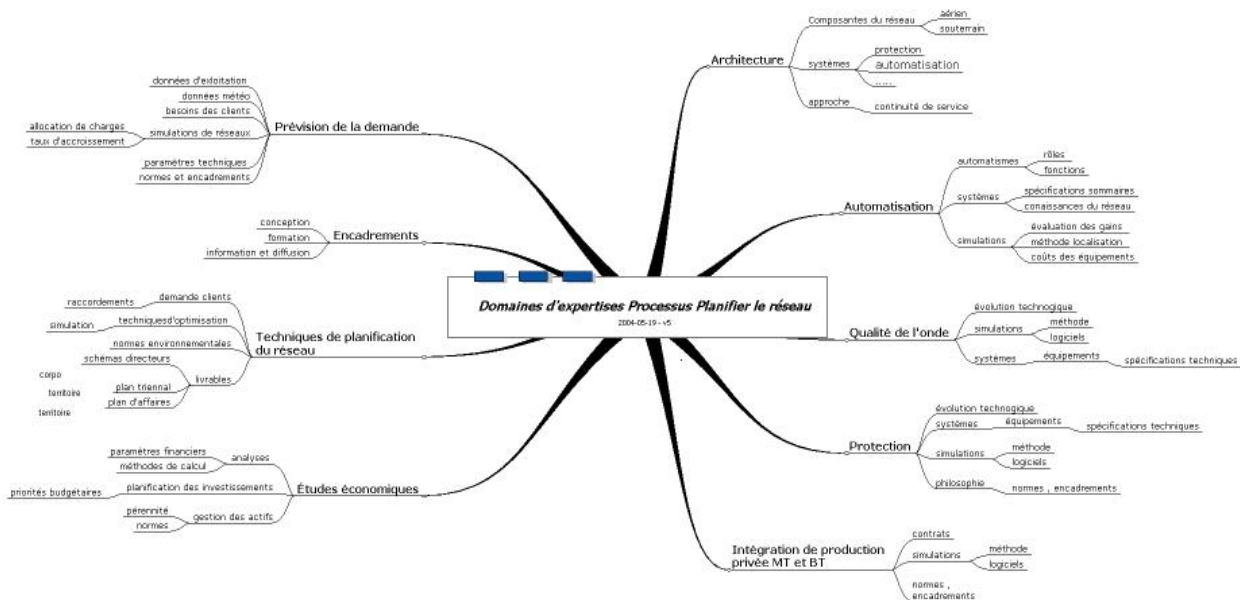 Domaines d'expertises Processus Planifier le réseau
2004-05-19 - v5
Architecture
Composantes du réseau
aérien
souterrain
systèmes
protection
automatisation
.....
approche
continuité de service
Automatisation
automatismes
rôles
fonctions
systèmes
spécifications sommaires
conaissances du réseau
simulations
évaluation des gains
méthode localisation
coûts des équipements
Qualité de l'onde
évolution technogique
simulations
méthode
logiciels
systèmes
équipements
spécifications techniques
Protection
évolution technogique
systèmes
équipements
spécifications techniques
simulations
méthode
logiciels
philosophie
normes , encadrements
Intégration de production
privée MT et BT
contrats
simulations
méthode
logiciels
normes ,
encadrements
Prévision de la demande
données d'exloitation
données météo
besoins des clients
simulations de réseaux
allocation de charges
taux d'accroissement
paramètres techniques
normes et encadrements
Encadrements
conception
formation
information et diffusion
Techniques de planification
du réseau
demande clients
raccordements
techniquesd'optimisation
simulation
normes environnementales
livrables
schémas directeurs
corpo
plan triennal
territoire
plan d'affaires
territoire
Études économiques
analyses
paramètres financiers
méthodes de calcul
planification des investissements
priorités budgétaires
gestion des actifs
pérennité
normes